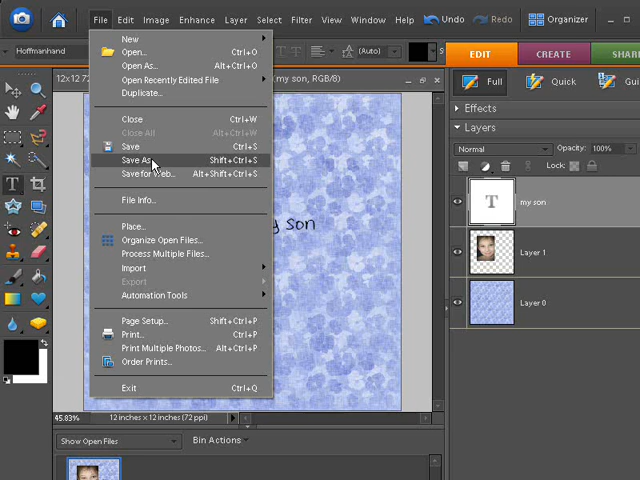 File Edit Image Enhance Layer Select Filter View Window Help Undo Redo Organizer
Hoffmanhand (Auto)
EDIT CREATE SHAR
12x12 72 (my son, RGB/8)
Full Quick Gui
New
Open... Ctrl+O
Open As... Alt+Ctrl+O
Open Recently Edited File
Duplicate...
Close Ctrl+W
Close All Alt+Ctrl+W
Save Ctrl+S
Save As Shift+Ctrl+S
Save for Web... Alt+Shift+Ctrl+S
File Info...
Place...
Organize Open Files...
Process Multiple Files...
Import
Export
Automation Tools
Page Setup... Shift+Ctrl+P
Print... Ctrl+P
Print Multiple Photos... Alt+Ctrl+P
Order Prints...
Exit Ctrl+Q
y son
Effects
Layers
Normal Opacity: 100%
Lock:
T my son
Layer 1
Layer 0
45.83% 12 inches x 12 inches (72 ppi)
Show Open Files Bin Actions